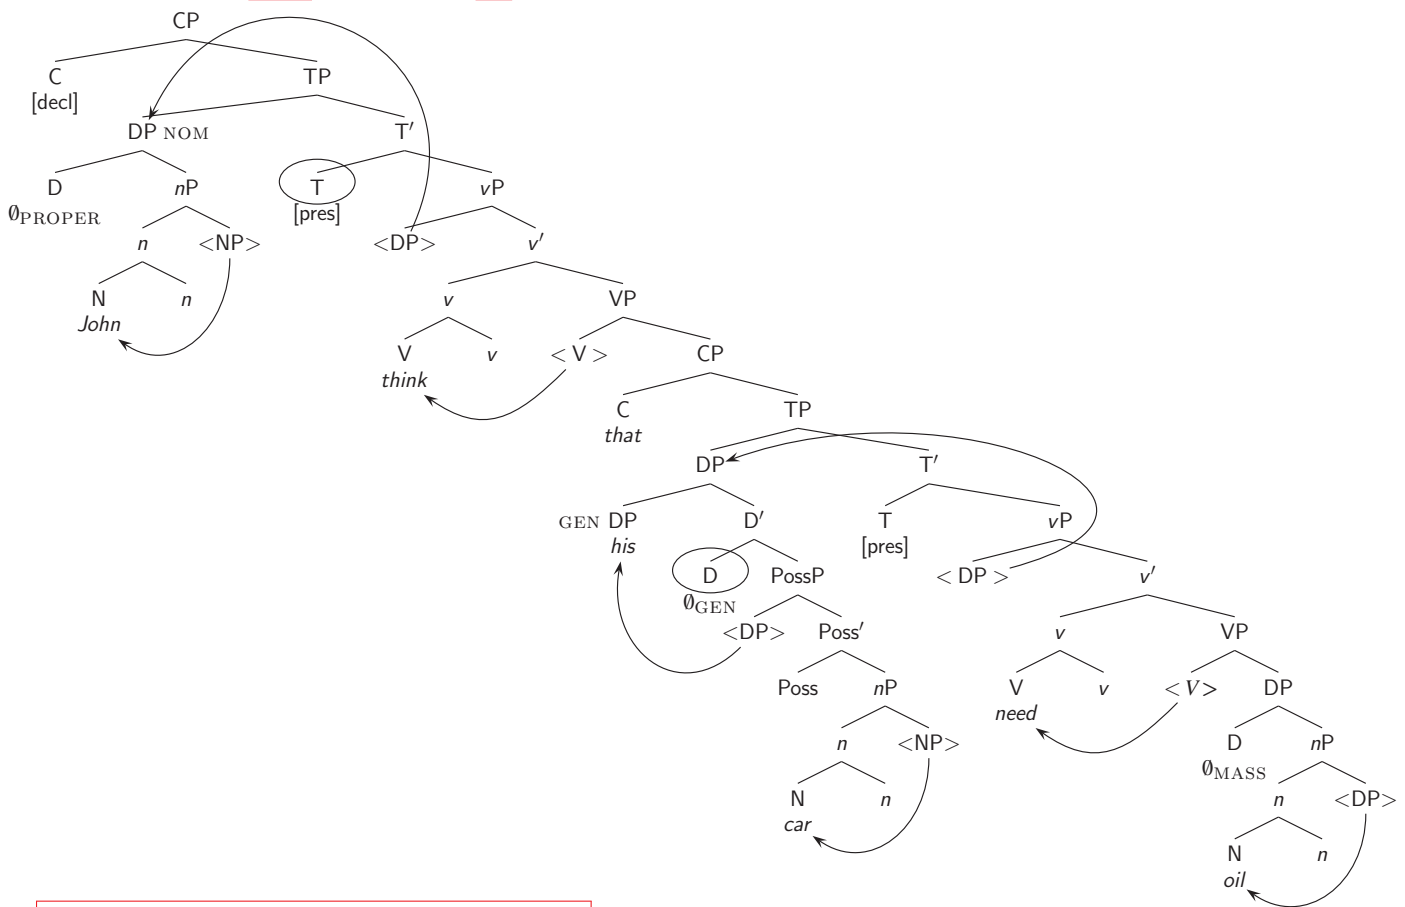 CP
C TP
[decl]
DP NOM T′
D nP T vP
∅PROPER [pres]
n <NP> <DP> v′
N n v VP
John
V v < V > CP
think
C TP
that
DP T′
GEN DP D′ T vP
his [pres]
D PossP < DP > v′
∅GEN
<DP> Poss′ v VP
Poss nP V v < V > DP
need
n <NP> D nP
∅MASS
N n n <DP>
car
N n
oil